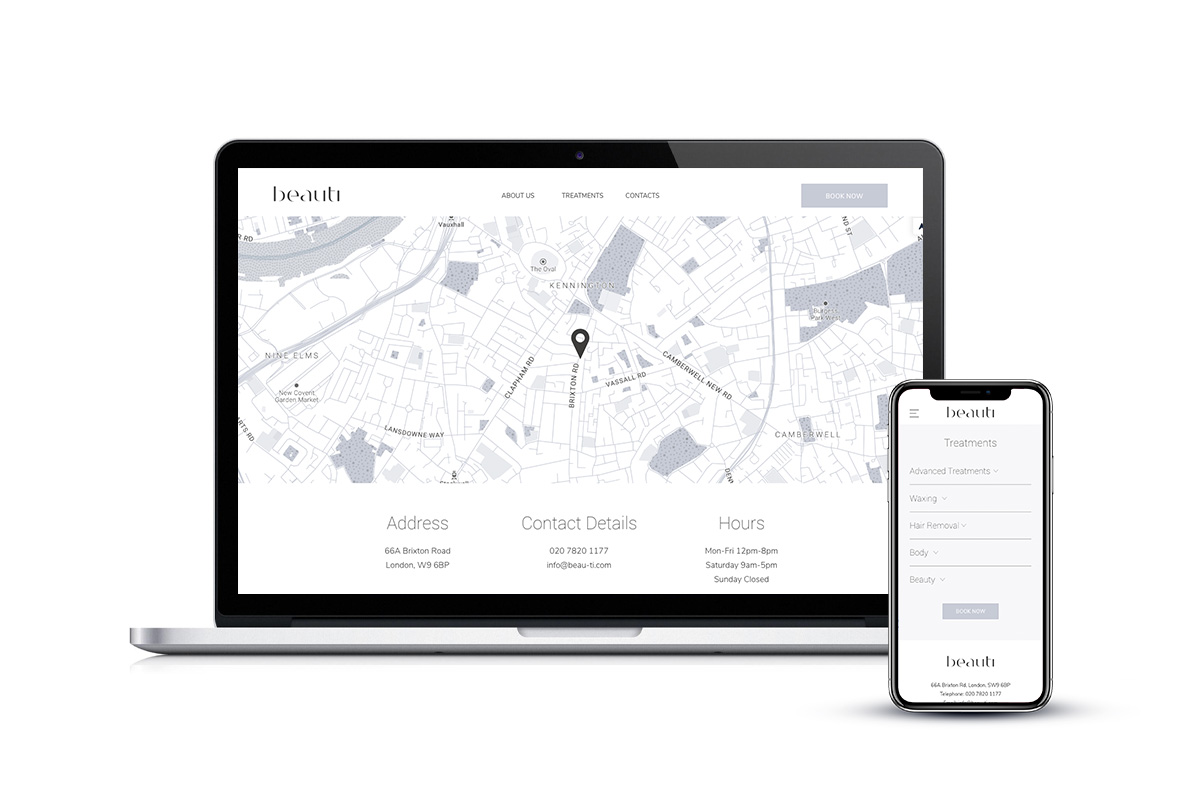 beauti
ABOUT US
TREATMENTS
CONTACTS
BOOK NOW
Vauxhall
ND ST
The Oval
KENNINGTON
Burgess
Park West
NINE ELMS
New Covent
Garden Market
CLAPHAM RD
BRIXTON RD
VASSALL RD
CAMBERWELL NEW RD
LANSDOWNE WAY
CAMBERWELL
Address
66A Brixton Road
London, W9 6BP
Contact Details
020 7820 1177
info@beau-ti.com
Hours
Mon-Fri 12pm-8pm
Saturday 9am-5pm
Sunday Closed
beauti
Treatments
Advanced Treatments
Waxing
Hair Removal
Body
Beauty
BOOK NOW
beauti
66A Brixton Rd, London, SW9 6BP
Telephone: 020 7820 1177